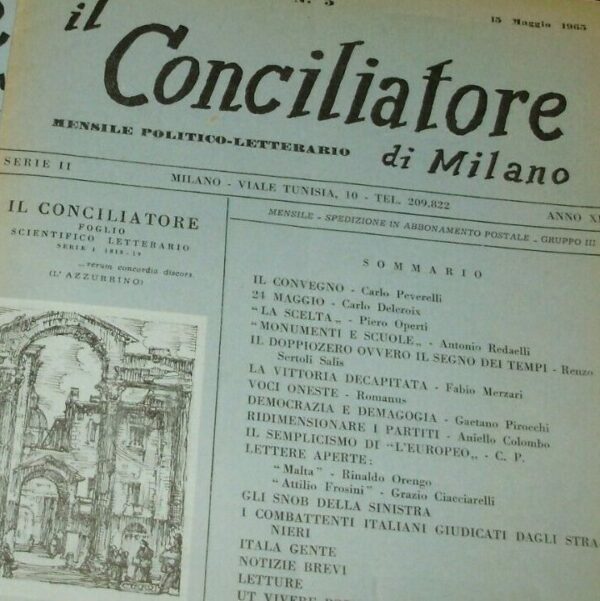 N. 5
15 Maggio 1965
il
Conciliatore
MENSILE POLITICO-LETTERARIO
di Milano
SERIE II
MILANO - VIALE TUNISIA, 10 - TEL. 209.822
ANNO
MENSILE - SPEDIZIONE IN ABBONAMENTO POSTALE - GRUPPO III
IL CONCILIATORE
FOGLIO
SCIENTIFICO LETTERARIO
SERIE I 1818-19
...rerum concordia discors.
(L'AZZURRINO)
SOMMARIO
IL CONVEGNO - Carlo Peverelli
24 MAGGIO - Carlo Delcroix
"LA SCELTA„ - Piero Operti
"MONUMENTI E SCUOLE„ - Antonio Redaelli
IL DOPPIOZERO OVVERO IL SEGNO DEI TEMPI - Renzo
Sertoli Salis
LA VITTORIA DECAPITATA - Fabio Merzari
VOCI ONESTE - Romanus
DEMOCRAZIA E DEMAGOGIA - Gaetano Pirocchi
RIDIMENSIONARE I PARTITI - Aniello Colombo
IL SEMPLICISMO DI "L'EUROPEO„ - C. P.
LETTERE APERTE:
"Malta" - Rinaldo Orengo
"Attilio Frosini" - Grazio Ciacciarelli
GLI SNOB DELLA SINISTRA
I COMBATTENTI ITALIANI GIUDICATI DAGLI STRA-
NIERI
ITALA GENTE
NOTIZIE BREVI
LETTURE
UT VIVERE